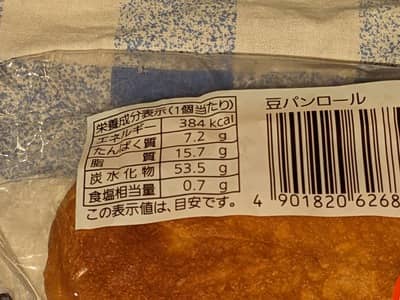 栄養成分表示(1個当たり)
エネルギー 384 kcal
たんぱく質 7.2 g
脂質 15.7 g
炭水化物 53.5 g
食塩相当量 0.7 g
この表示値は、目安です。
豆パンロール
4 901820 6268